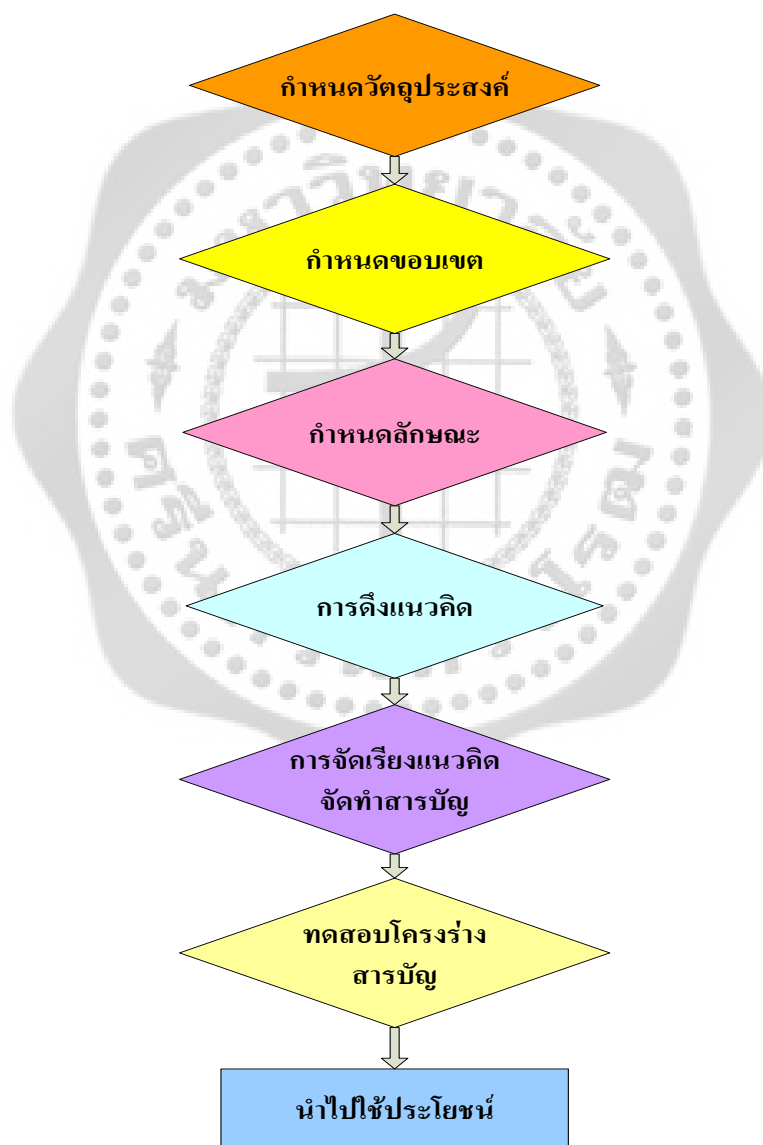 กำหนดวัตถุประสงค์
กำหนดขอบเขต
กำหนดลักษณะ
การดึงแนวคิด
การจัดเรียงแนวคิด
จัดทำสารบัญ
ทดสอบโครงร่าง
สารบัญ
นำไปใช้ประโยชน์